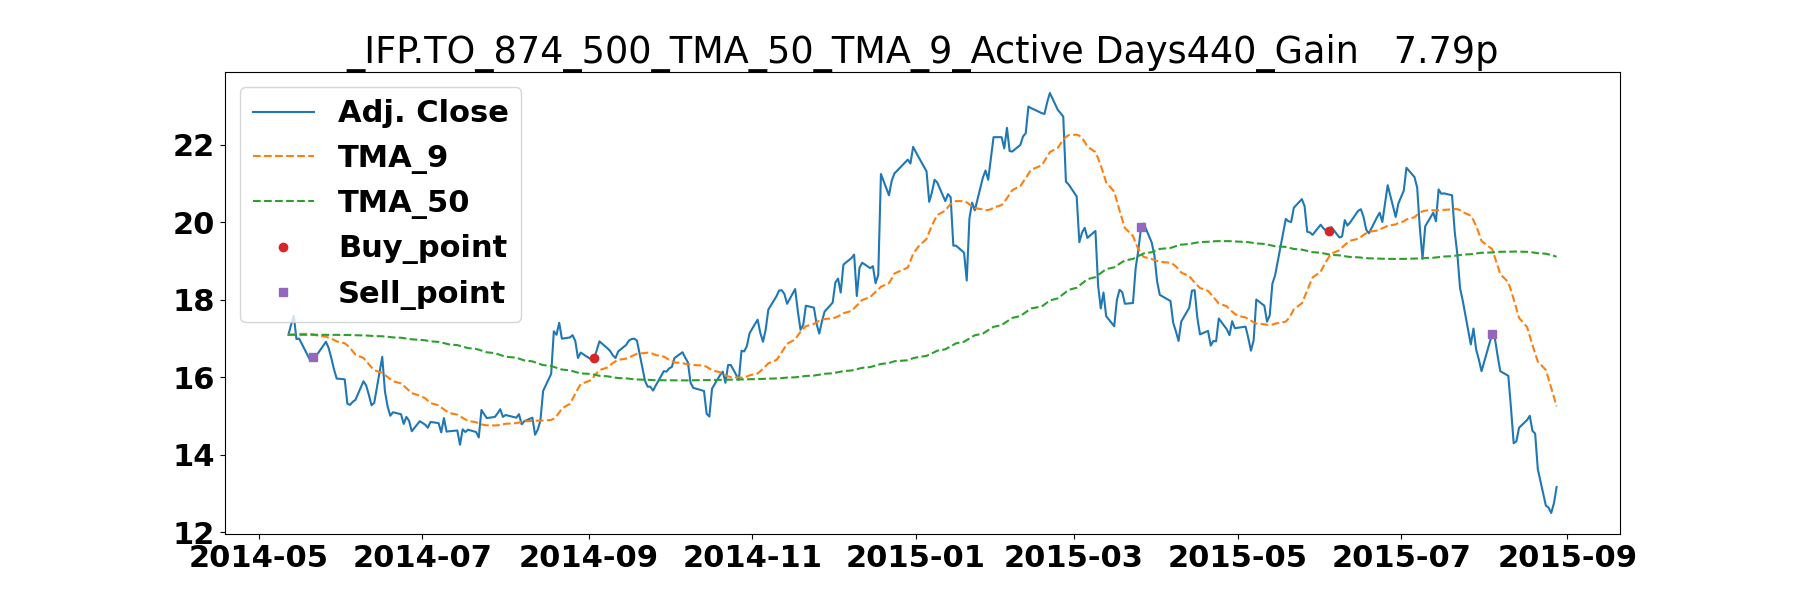 _IFP.TO_874_500_TMA_50_TMA_9_Active Days440_Gain   7.79p
Adj. Close
TMA_9
TMA_50
Buy_point
Sell_point
22
20
18
16
14
12
2014-05 2014-07 2014-09 2014-11 2015-01 2015-03 2015-05 2015-07 2015-09